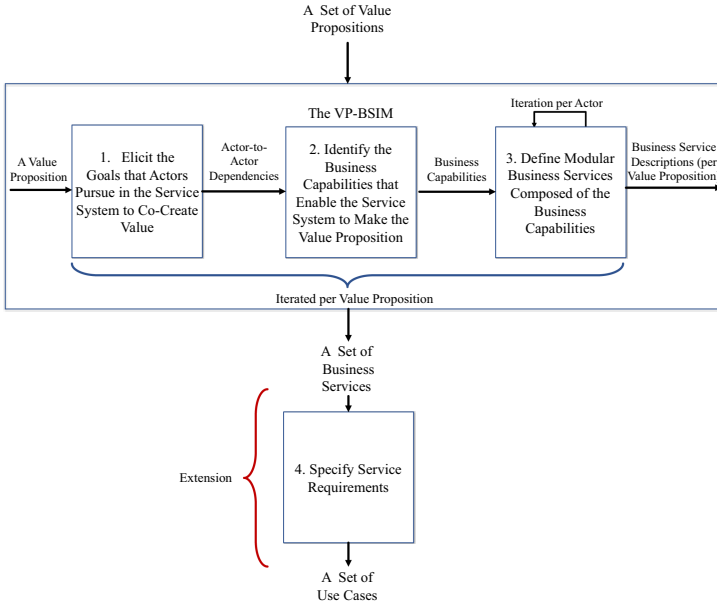 A Set of Value
Propositions
The VP-BSIM
Iteration per Actor
A Value
Proposition
1. Elicit the
Goals that Actors
Pursue in the Service
System to Co-Create
Value
Actor-to-
Actor
Dependencies
2. Identify the
Business
Capabilities that
Enable the Service
System to Make the
Value Proposition
Business
Capabilities
3. Define Modular
Business Services
Composed of the
Business
Capabilities
Business Service
Descriptions (per
Value Proposition)
Iterated per Value Proposition
A Set of
Business
Services
Extension
4. Specify Service
Requirements
A Set of
Use Cases